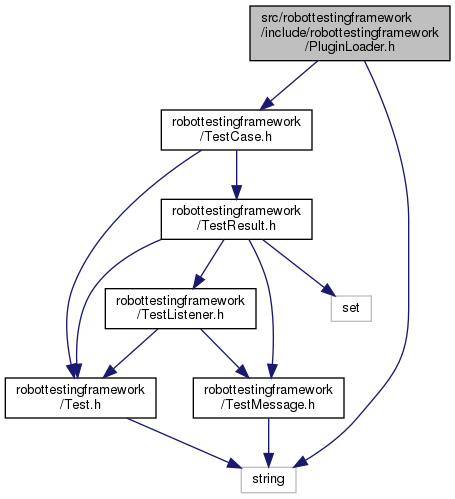 src/robottestingframework
/include/robottestingframework
/PluginLoader.h
robottestingframework
/TestCase.h
robottestingframework
/TestResult.h
robottestingframework
/TestListener.h
set
robottestingframework
/Test.h
robottestingframework
/TestMessage.h
string